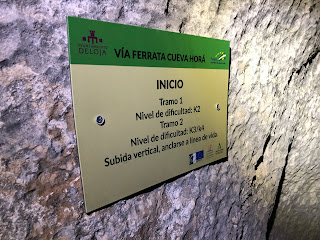 AYUNTAMIENTO
DE LOJA
VÍA FERRATA CUEVA HORÁ
INICIO
Tramo 1
Nivel de dificultad: K2
Tramo 2
Nivel de dificultad: K3/k4
Subida vertical, anclarse a línea de vida